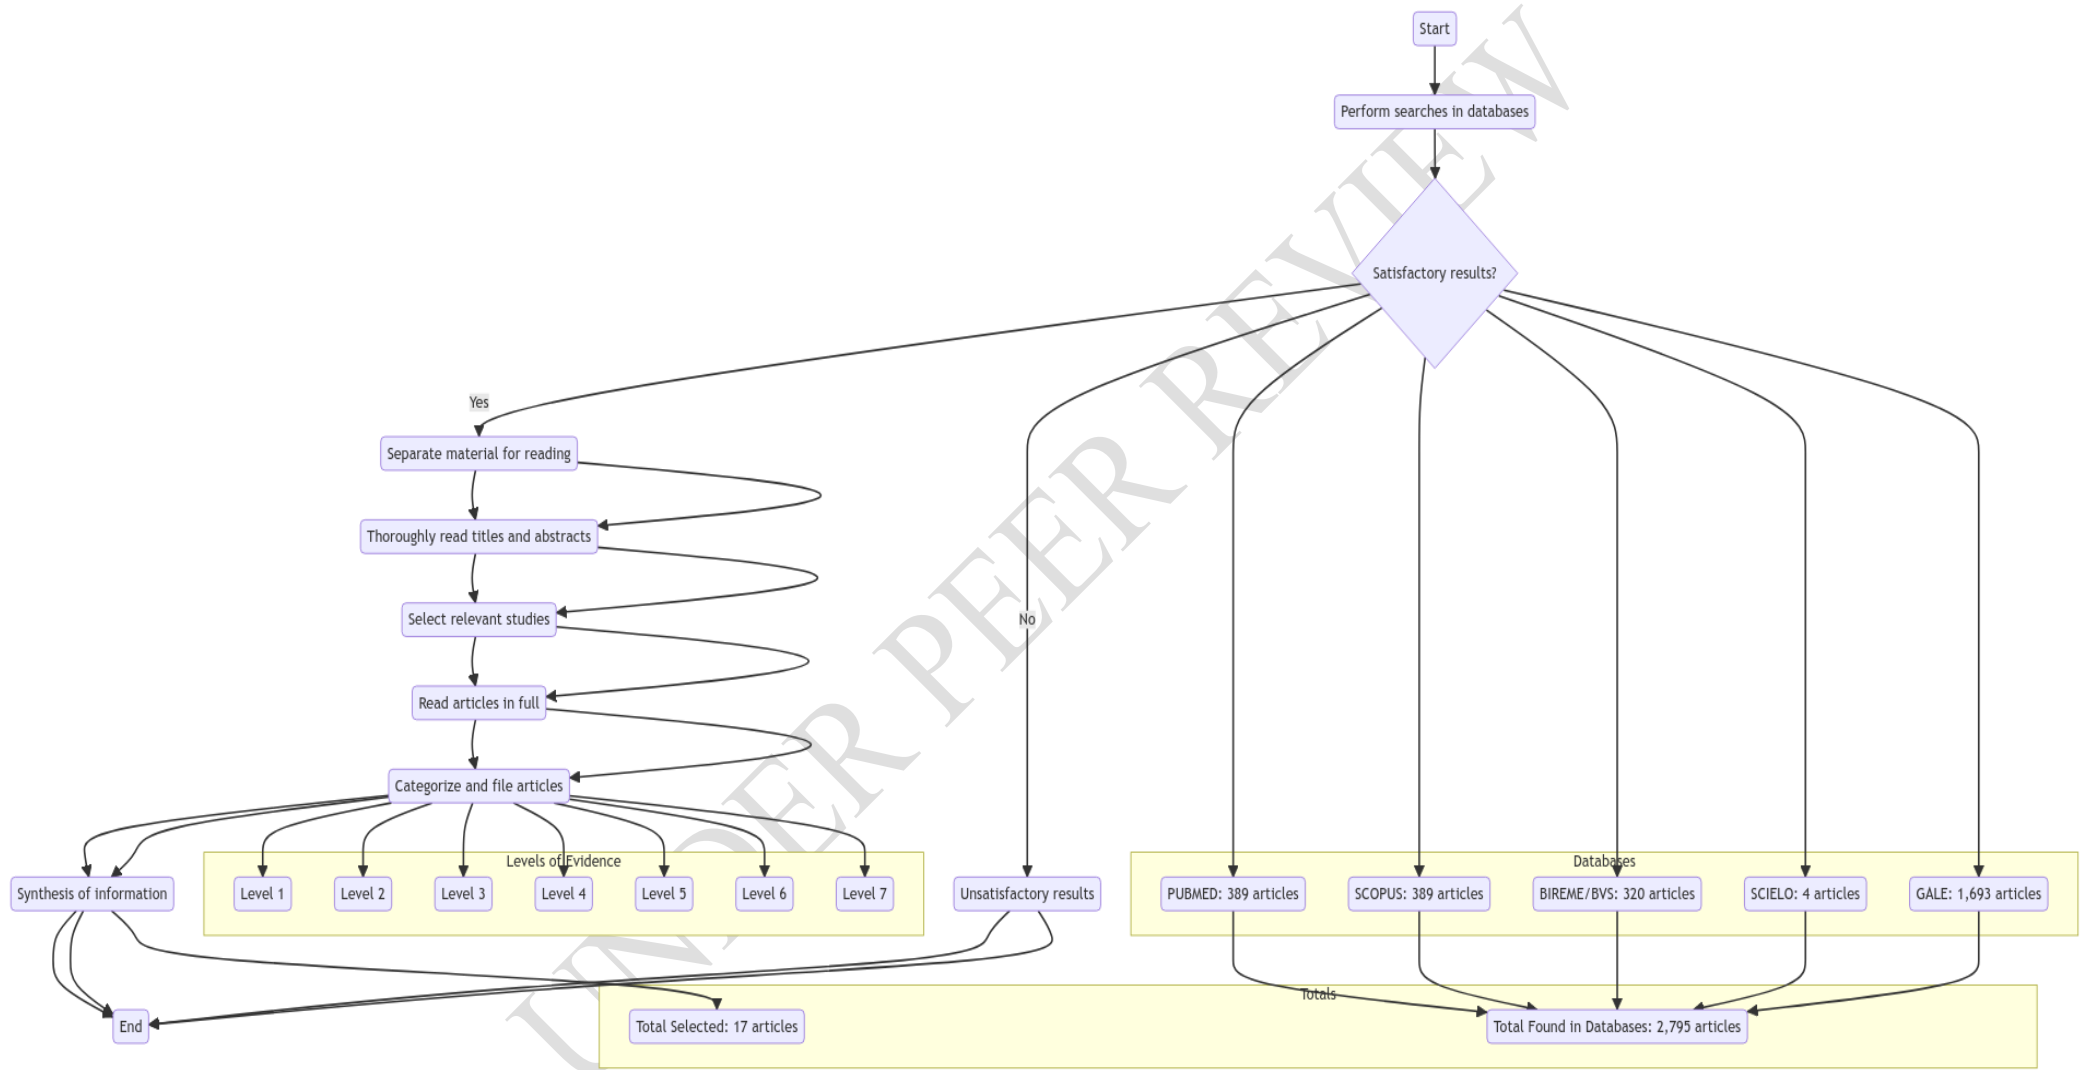 Start
Perform searches in databases
Satisfactory results?
Yes
Separate material for reading
Thoroughly read titles and abstracts
Select relevant studies
No
Read articles in full
Categorize and file articles
Levels of Evidence
Databases
Synthesis of information
Level 1
Level 2
Level 3
Level 4
Level 5
Level 6
Level 7
Unsatisfactory results
PUBMED: 389 articles
SCOPUS: 389 articles
BIREME/BVS: 320 articles
SCIELO: 4 articles
GALE: 1,693 articles
Totals
End
Total Selected: 17 articles
Total Found in Databases: 2,795 articles
UNDER PEER REVIEW